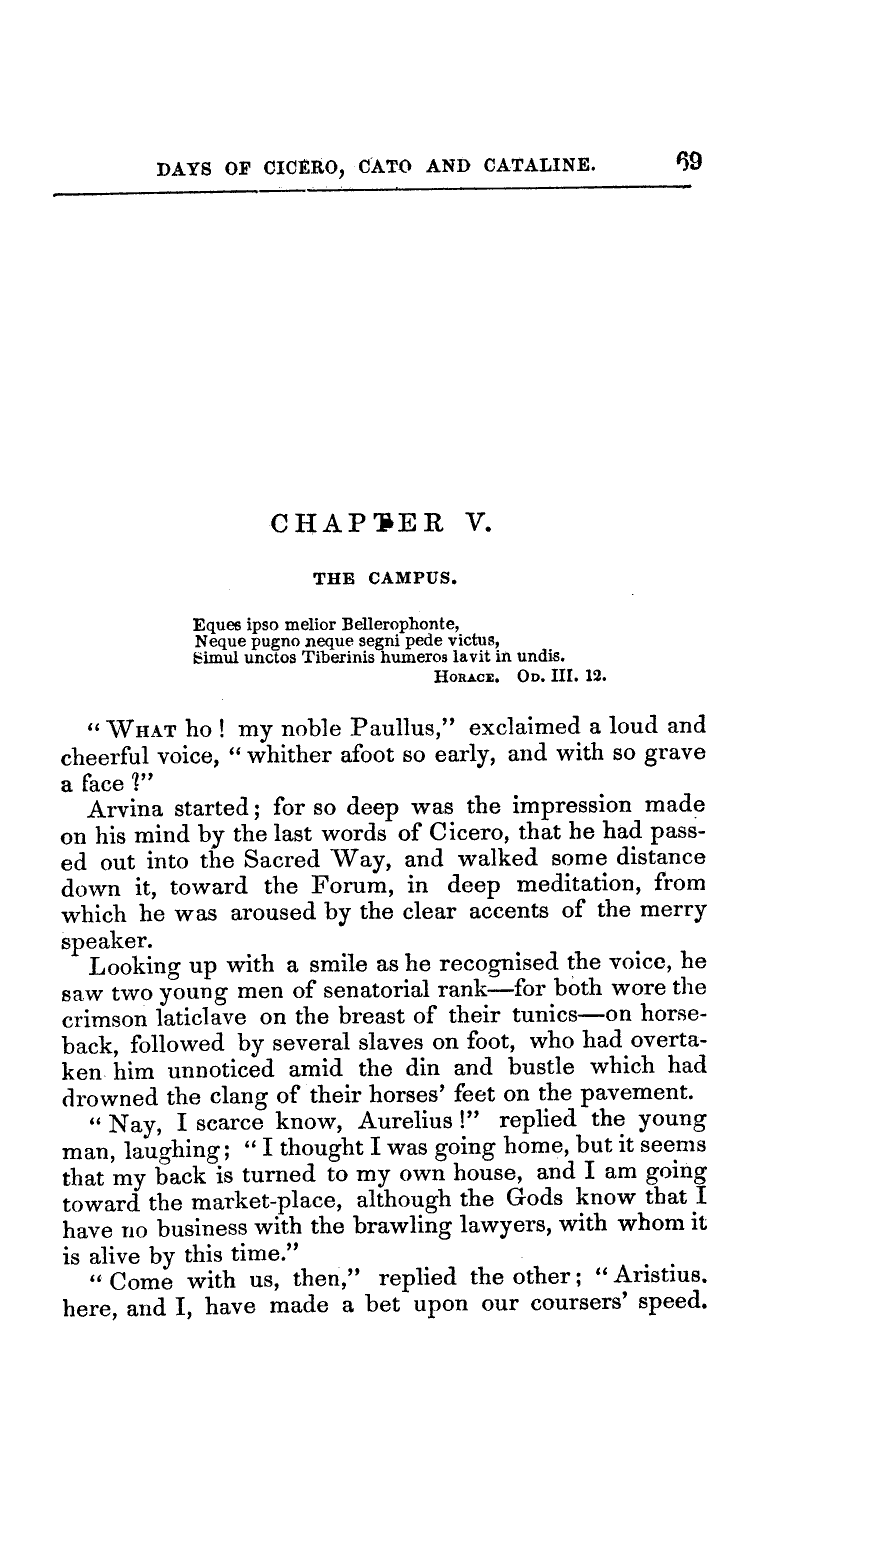 DAYS OF CICERO, CATO AND CATALINE. 69
CHAPTER V.
THE CAMPUS.
Eques ipso melior Bellerophonte,
Neque pugno neque segni pede victus,
Simul unctos Tiberinis humeros lavit in undis.
HORACE. OD. III. 12.
“ WHAT ho ! my noble Paullus,” exclaimed a loud and
cheerful voice, “ whither afoot so early, and with so grave
a face ?”
Arvina started ; for so deep was the impression made
on his mind by the last words of Cicero, that he had pass-
ed out into the Sacred Way, and walked some distance
down it, toward the Forum, in deep meditation, from
which he was aroused by the clear accents of the merry
speaker.
Looking up with a smile as he recognised the voice, he
saw two young men of senatorial rank—for both wore the
crimson laticlave on the breast of their tunics—on horse-
back, followed by several slaves on foot, who had overta-
ken him unnoticed amid the din and bustle which had
drowned the clang of their horses’ feet on the pavement.
“ Nay, I scarce know, Aurelius !” replied the young
man, laughing ; “ I thought I was going home, but it seems
that my back is turned to my own house, and I am going
toward the market-place, although the Gods know that I
have no business with the brawling lawyers, with whom it
is alive by this time.”
“ Come with us, then,” replied the other ; “ Aristius.
here, and I, have made a bet upon our coursers’ speed.